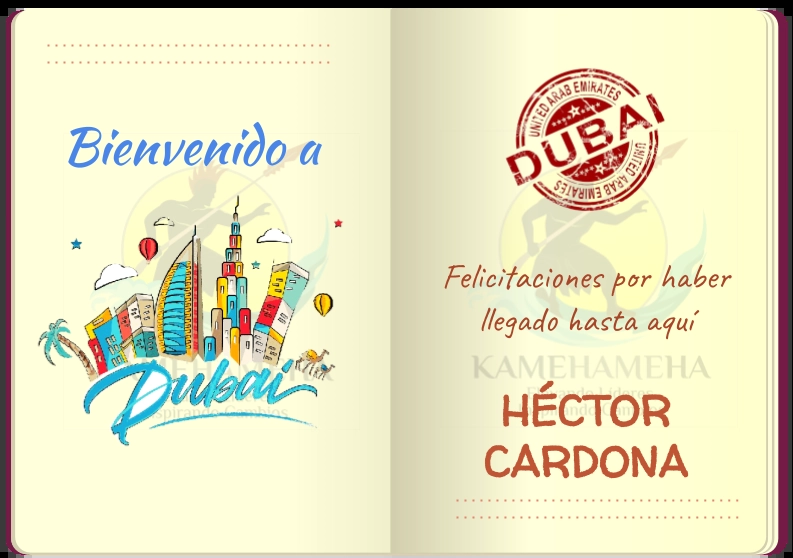 Bienvenido a
Dubai
UNITED ARAB EMIRATES
DUBAI
UNITED ARAB EMIRATES
Felicitaciones por haber
llegado hasta aquí
KAMEHAMEHA
HÉCTOR
CARDONA